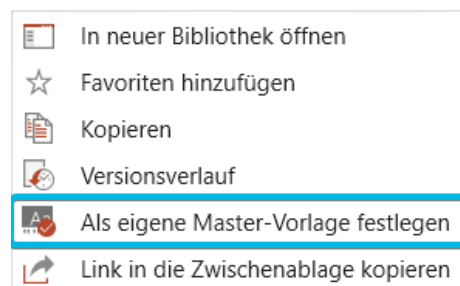 In neuer Bibliothek öffnen
Favoriten hinzufügen
Kopieren
Versionsverlauf
Als eigene Master-Vorlage festlegen
Link in die Zwischenablage kopieren